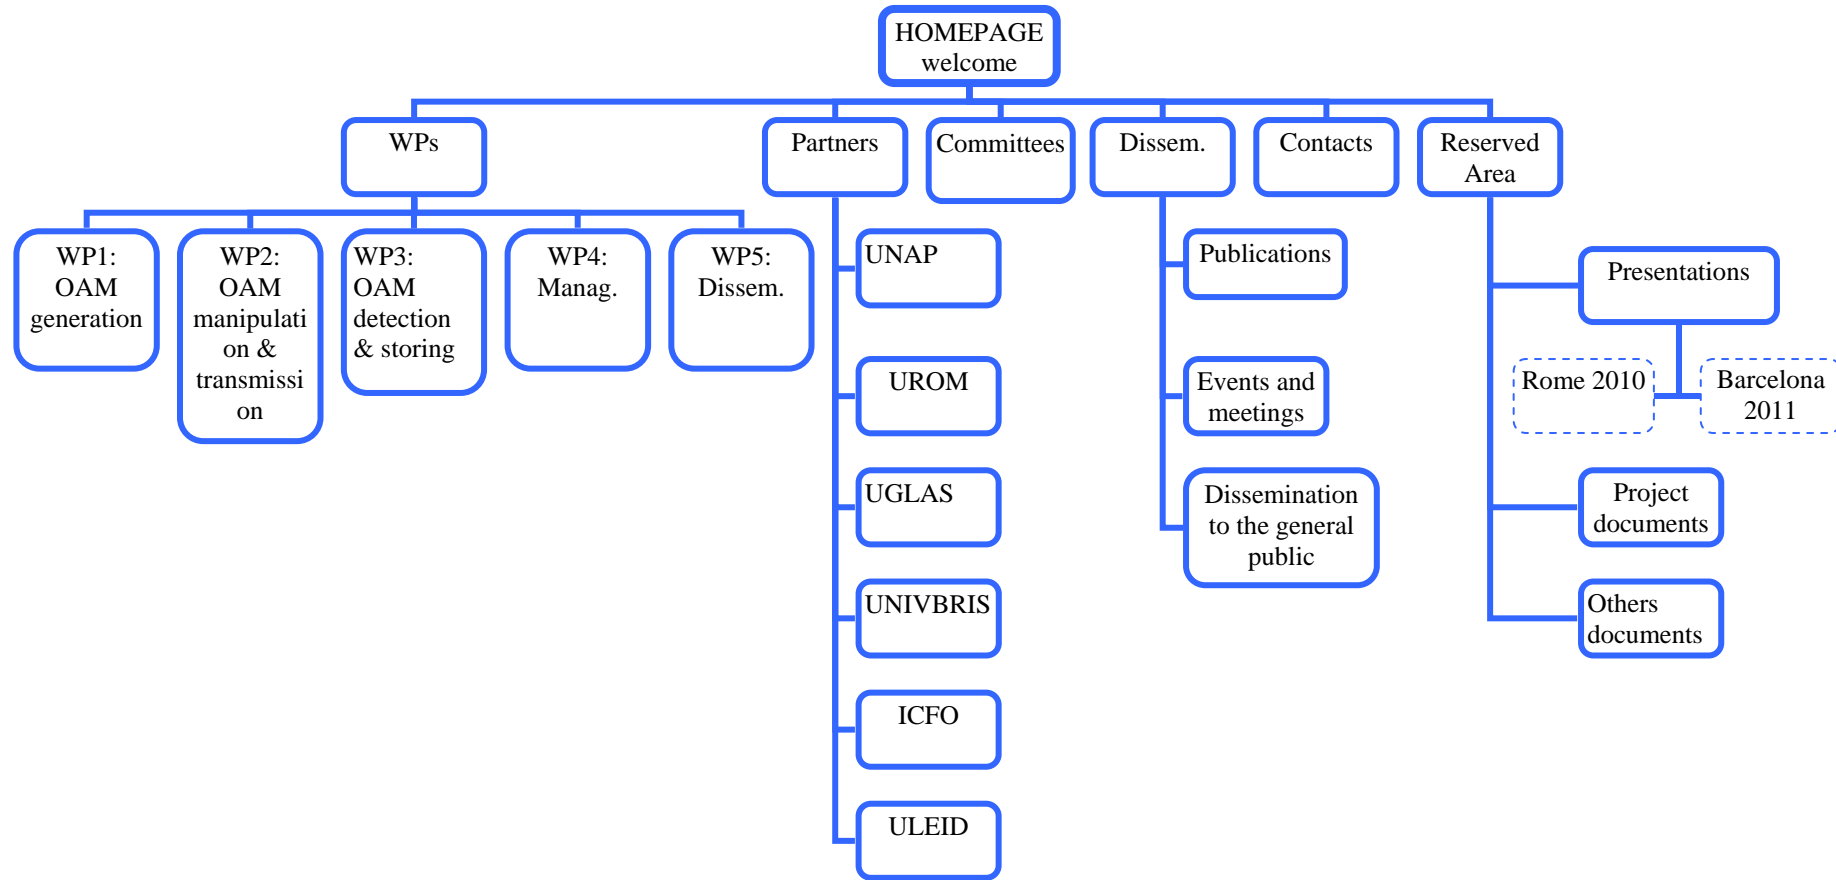 HOMEPAGE
welcome
WPs
Partners
Committees
Dissem.
Contacts
Reserved
Area
WP1:
OAM
generation
WP2:
OAM
manipulati
on &
transmissi
on
WP3:
OAM
detection
& storing
WP4:
Manag.
WP5:
Dissem.
UNAP
UROM
UGLAS
UNIVBRIS
ICFO
ULEID
Publications
Events and
meetings
Dissemination
to the general
public
Presentations
Rome 2010
Barcelona
2011
Project
documents
Others
documents